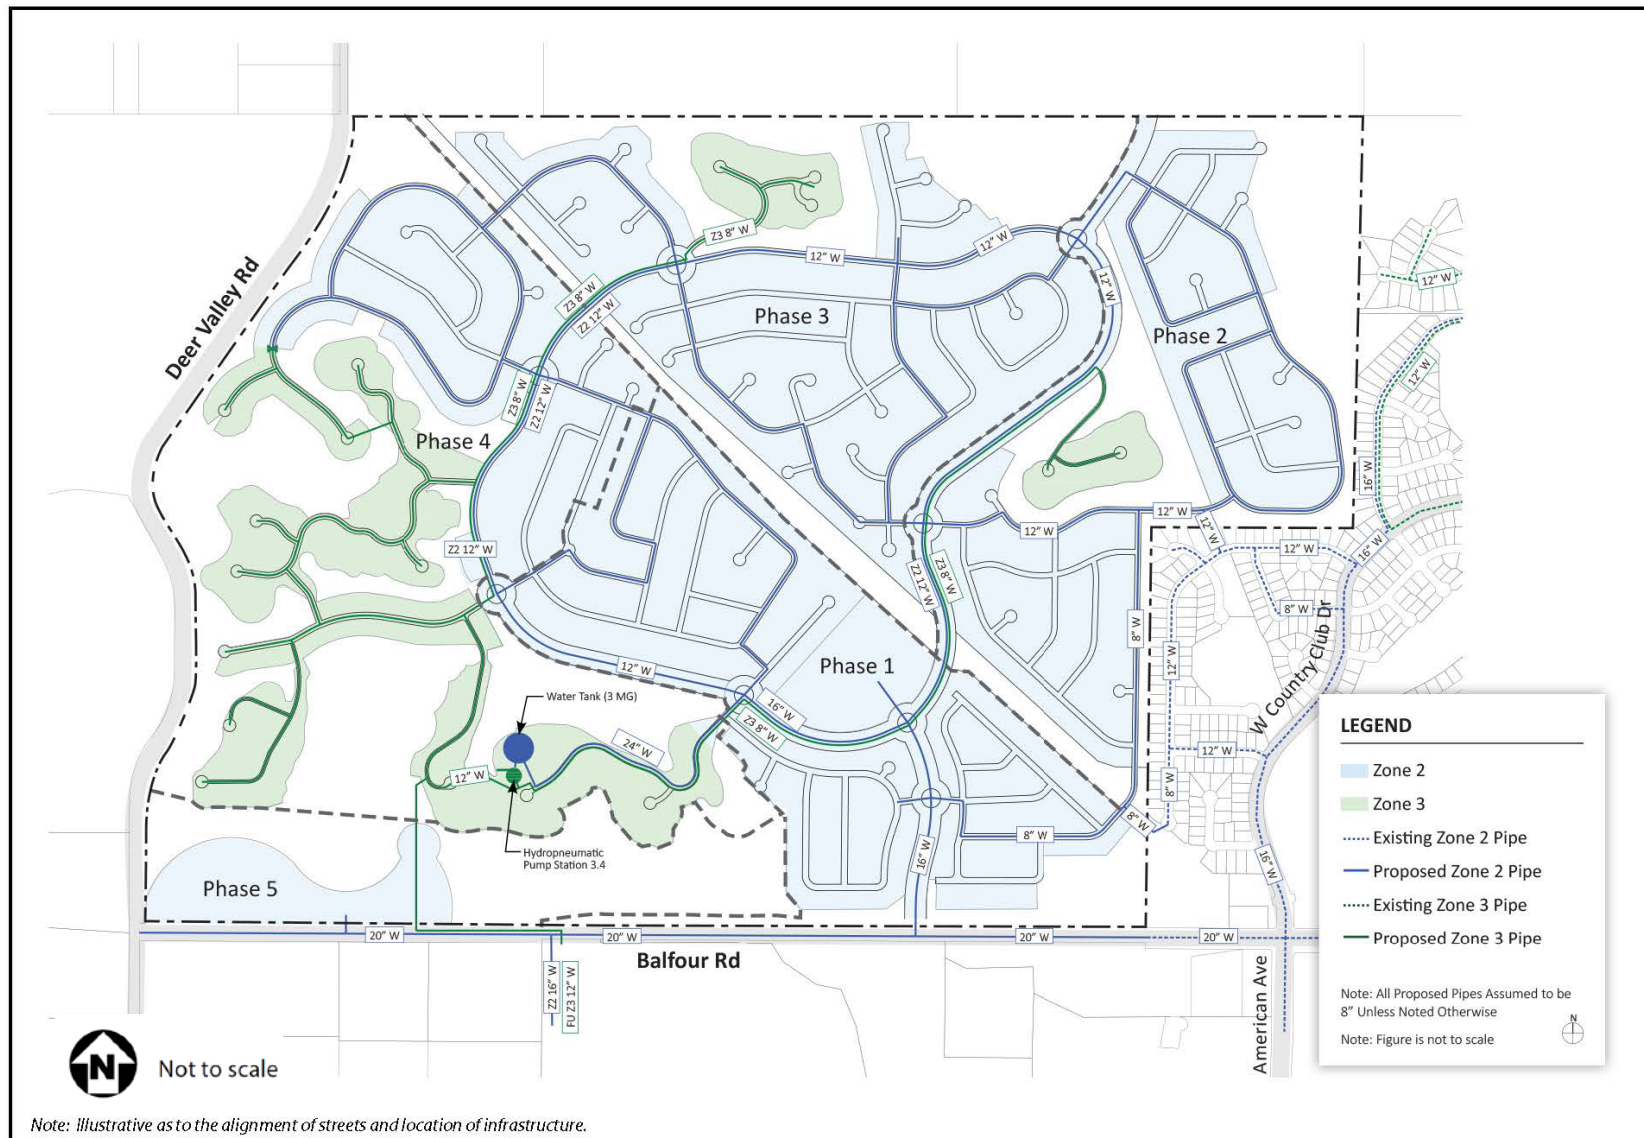 Z3 8" W
12" W
12" W
12" W
12" W
Deer Valley Rd
Z3 8" W
Z2 12" W
Phase 3
Phase 2
12" W
Z3 8" W
Z2 12" W
Phase 4
16" W
12" W
12" W
12" W
Z2 12" W
12" W
16" W
Z2 12" W
Z3 8" W
8" W
8" W
12" W
W Country Club Dr
12" W
Phase 1
Water Tank (3 MG)
16" W
Z3 8" W
24" W
12" W
12" W
8" W
8" W
8" W
16" W
16" W
Hydropneumatic
Pump Station 3.4
Phase 5
20" W
20" W
20" W
20" W
Balfour Rd
Z2 16" W
FU Z3 12" W
American Ave
LEGEND
Zone 2
Zone 3
Existing Zone 2 Pipe
Proposed Zone 2 Pipe
Existing Zone 3 Pipe
Proposed Zone 3 Pipe
Note: All Proposed Pipes Assumed to be
8" Unless Noted Otherwise
Note: Figure is not to scale
N
N
Not to scale
Note: Illustrative as to the alignment of streets and location of infrastructure.